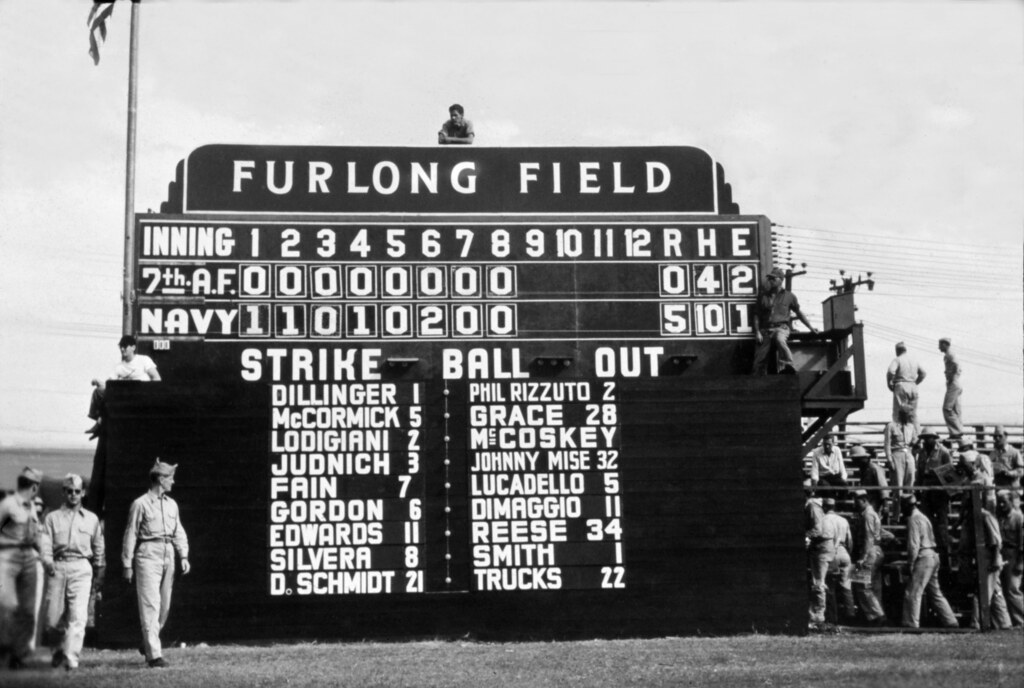 FURLONG FIELD
INNING 1 2 3 4 5 6 7 8 9 10 11 12 R H E
7th-A.F. 0 0 0 0 0 0 0 0 0 4 2
NAVY 1 1 0 1 0 2 0 0 5 10 1
STRIKE BALL OUT
DILLINGER 1 PHIL RIZZUTO 2
McCORMICK 5 GRACE 28
LODIGIANI 2 McCOSKEY
JUDNICH 3 JOHNNY MISE 32
FAIN 7 LUCADELLO 5
GORDON 6 DIMAGGIO 11
EDWARDS 11 REESE 34
SILVERA 8 SMITH 1
D. SCHMIDT 21 TRUCKS 22